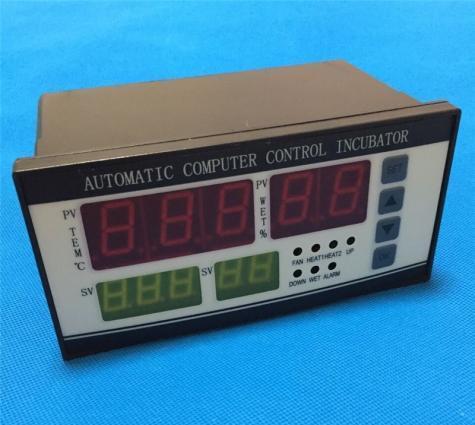 AUTOMATIC COMPUTER CONTROL INCUBATOR
PV
TEM
℃
PV
WET
%
SET
FAN HEAT1 HEAT2 UP
DOWN WET ALARM
SV
SV
OK